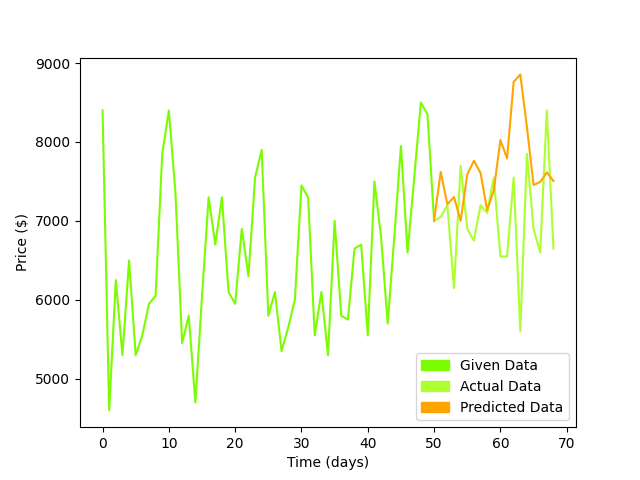 9000
8000
7000
6000
5000
Price ($)
0 10 20 30 40 50 60 70
Time (days)
Given Data
Actual Data
Predicted Data